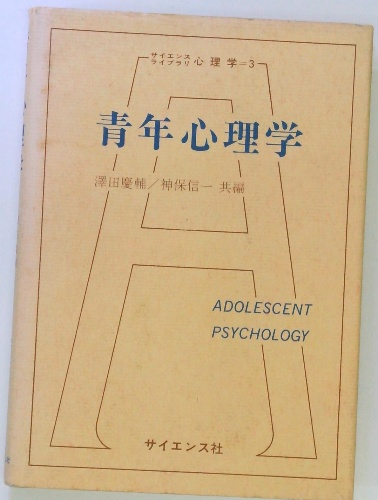 サイエンス
ライブラリ 心理学=3
青年心理学
澤田慶輔／神保信一 共編
ADOLESCENT
PSYCHOLOGY
サイエンス社